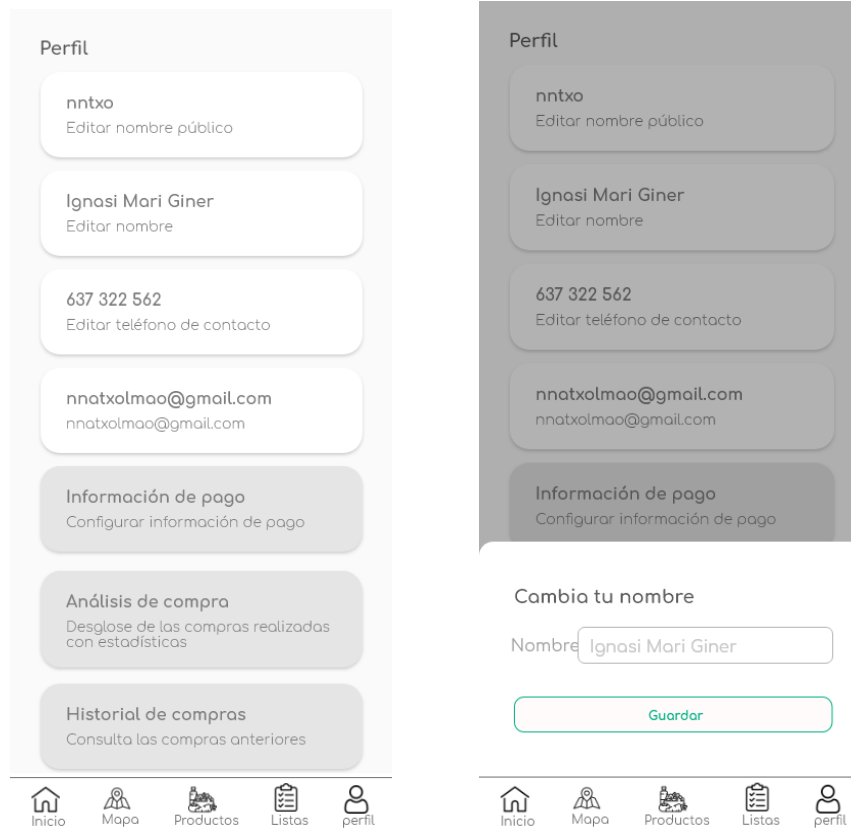 Perfil
nntxo
Editar nombre público
Ignasi Mari Giner
Editar nombre
637 322 562
Editar teléfono de contacto
nnatxolmao@gmail.com
nnatxolmao@gmail.com
Información de pago
Configurar información de pago
Análisis de compra
Desglose de las compras realizadas
con estadísticas
Historial de compras
Consulta las compras anteriores
Inicio
Mapa
Productos
Listas
perfil
Perfil
nntxo
Editar nombre público
Ignasi Mari Giner
Editar nombre
637 322 562
Editar teléfono de contacto
nnatxolmao@gmail.com
nnatxolmao@gmail.com
Información de pago
Configurar información de pago
Cambia tu nombre
Nombre Ignasi Mari Giner
Guardar
Inicio
Mapa
Productos
Listas
perfil